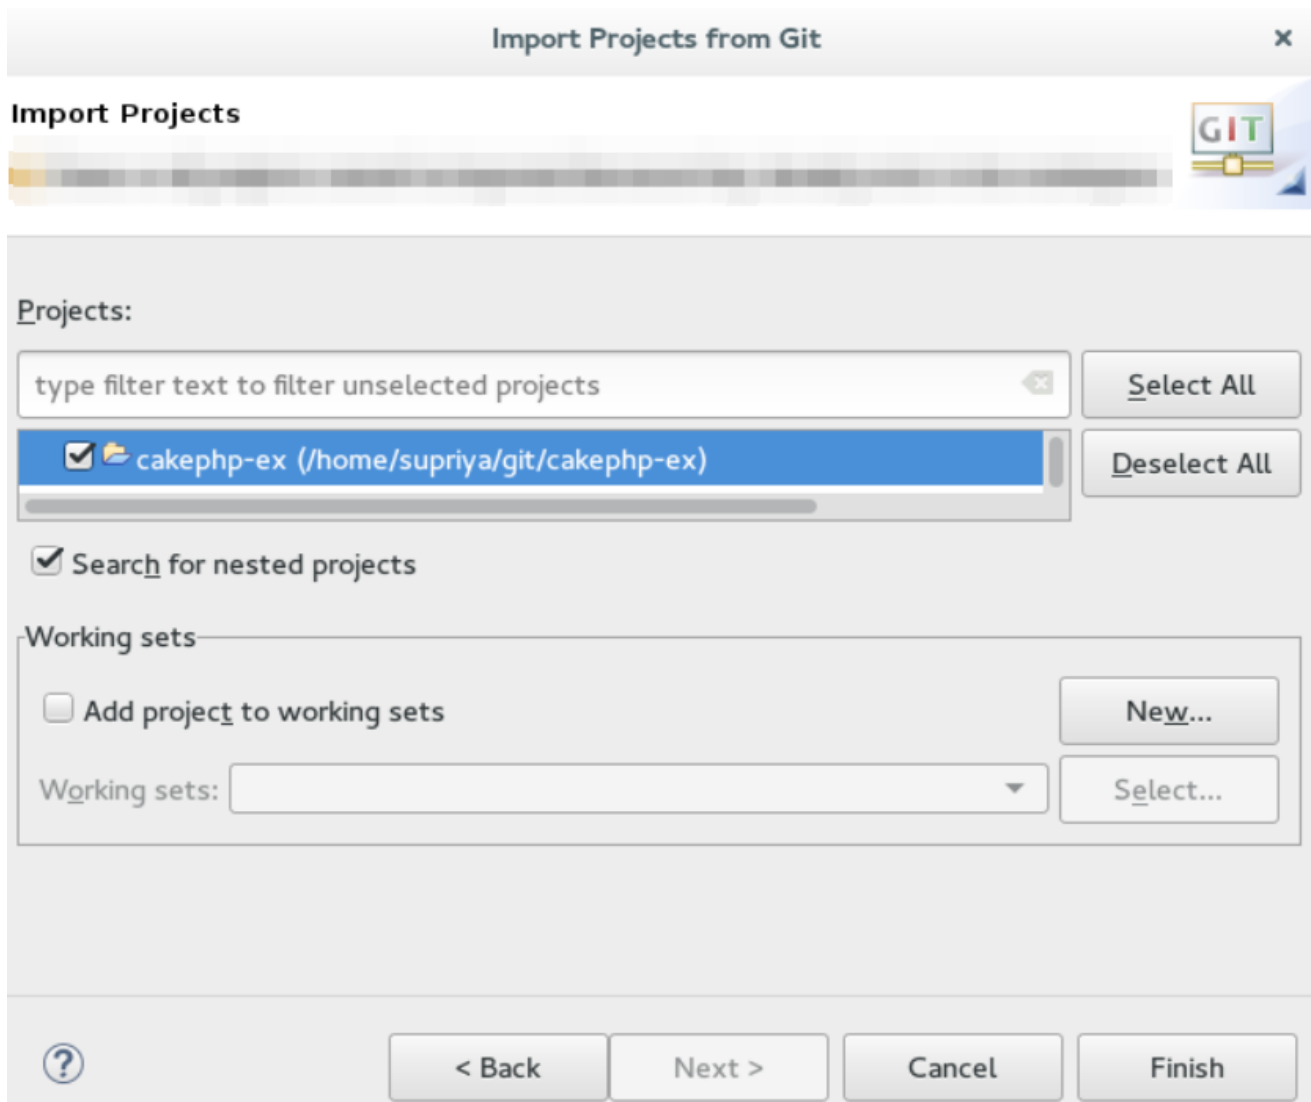 Import Projects from Git
Import Projects
GIT
Projects:
type filter text to filter unselected projects
Select All
cakephp-ex (/home/supriya/git/cakephp-ex)
Deselect All
Search for nested projects
Working sets
Add project to working sets
New...
Working sets:
Select...
< Back
Next >
Cancel
Finish